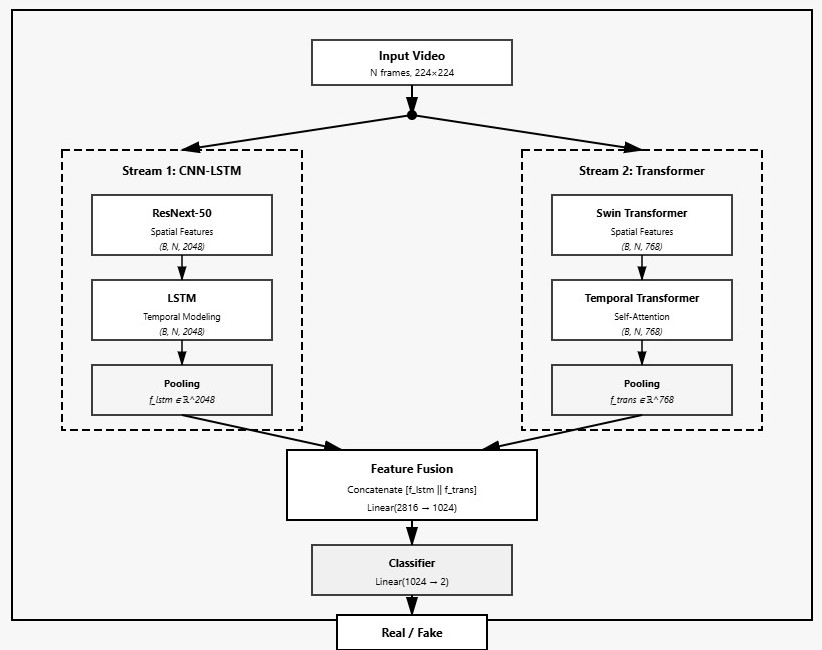 Input Video
N frames, 224×224
Stream 1: CNN-LSTM
ResNext-50
Spatial Features
(B, N, 2048)
LSTM
Temporal Modeling
(B, N, 2048)
Pooling
f_lstm ∈ ℝ^2048
Stream 2: Transformer
Swin Transformer
Spatial Features
(B, N, 768)
Temporal Transformer
Self-Attention
(B, N, 768)
Pooling
f_trans ∈ ℝ^768
Feature Fusion
Concatenate [f_lstm || f_trans]
Linear(2816 → 1024)
Classifier
Linear(1024 → 2)
Real / Fake